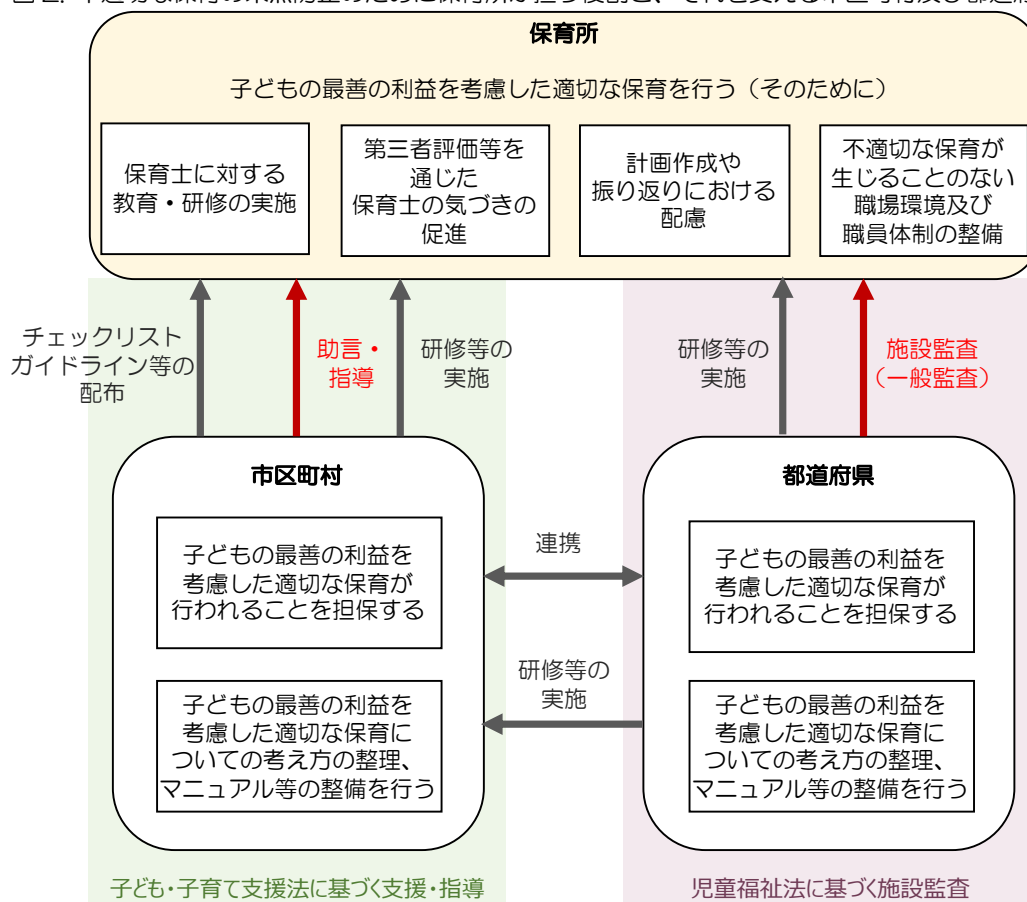 保育所
子どもの最善の利益を考慮した適切な保育を行う（そのために）
保育士に対する
教育・研修の実施
第三者評価等を
通じた
保育士の気づきの
促進
計画作成や
振り返りにおける
配慮
不適切な保育が
生じることのない
職場環境及び
職員体制の整備
チェックリスト
ガイドライン等の
配布
助言・
指導
研修等の
実施
研修等の
実施
施設監査
（一般監査）
市区町村
子どもの最善の利益を
考慮した適切な保育が
行われることを担保する
子どもの最善の利益を
考慮した適切な保育に
ついての考え方の整理、
マニュアル等の整備を行う
連携
研修等の
実施
都道府県
子どもの最善の利益を
考慮した適切な保育が
行われることを担保する
子どもの最善の利益を
考慮した適切な保育に
ついての考え方の整理、
マニュアル等の整備を行う
子ども・子育て支援法に基づく支援・指導
児童福祉法に基づく施設監査